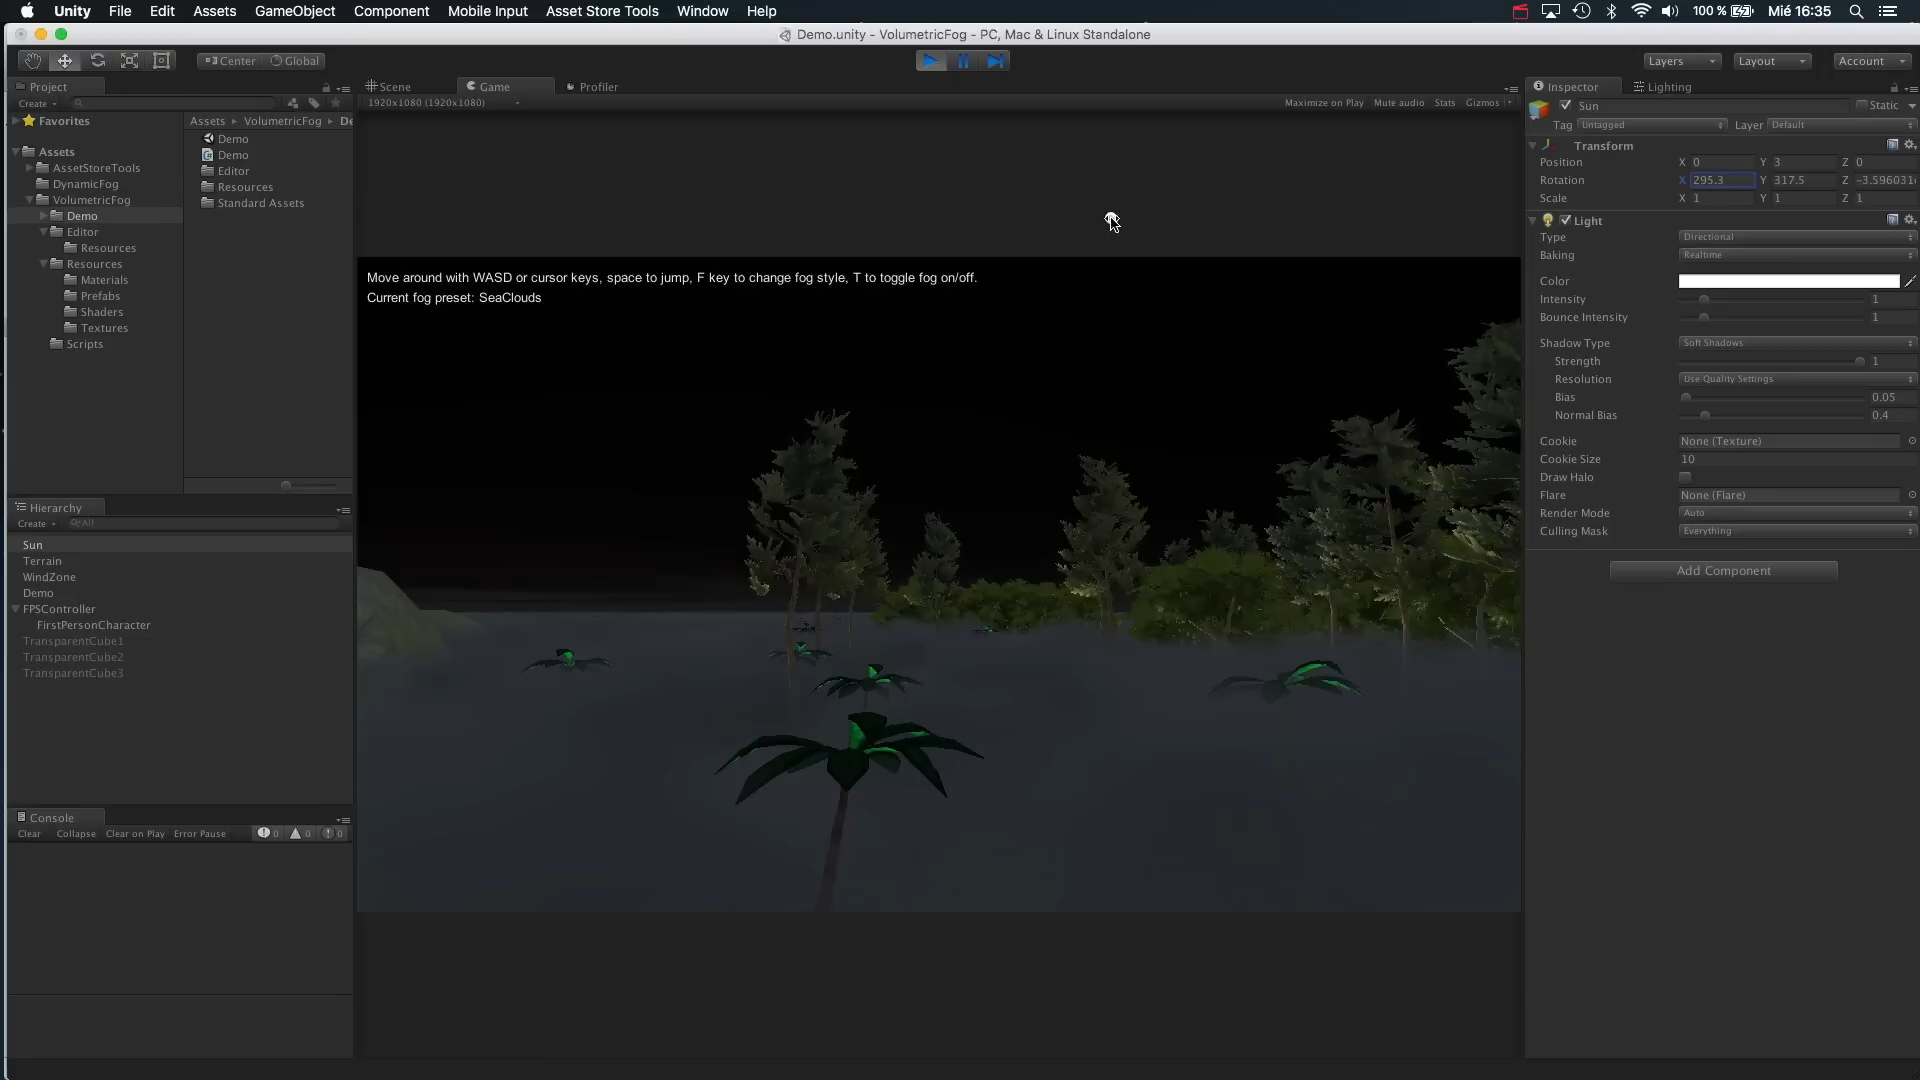 Unity File Edit Assets GameObject Component Mobile Input Asset Store Tools Window Help 100 % Mié 16:35
Demo.unity - VolumetricFog - PC, Mac & Linux Standalone
Center Global Layers Layout Account
Project
Create
Favorites
Assets
AssetStoreTools
DynamicFog
VolumetricFog
Demo
Editor
Resources
Resources
Materials
Prefabs
Shaders
Textures
Scripts
Assets VolumetricFog De
Demo
Demo
Editor
Resources
Standard Assets
Hierarchy
Create All
Sun
Terrain
WindZone
Demo
FPSController
FirstPersonCharacter
TransparentCube1
TransparentCube2
TransparentCube3
Console
Clear Collapse Clear on Play Error Pause 0 0 0
Scene Game Profiler
1920x1080 (1920x1080) Maximize on Play Mute audio Stats Gizmos
Move around with WASD or cursor keys, space to jump, F key to change fog style, T to toggle fog on/off.
Current fog preset: SeaClouds
Inspector Lighting
Sun Static
Tag Untagged Layer Default
Transform
Position X 0 Y 3 Z 0
Rotation X 295.3 Y 317.5 Z -3.596031
Scale X 1 Y 1 Z 1
Light
Type Directional
Baking Realtime
Color
Intensity 1
Bounce Intensity 1
Shadow Type Soft Shadows
Strength 1
Resolution Use Quality Settings
Bias 0.05
Normal Bias 0.4
Cookie None (Texture)
Cookie Size 10
Draw Halo
Flare None (Flare)
Render Mode Auto
Culling Mask Everything
Add Component